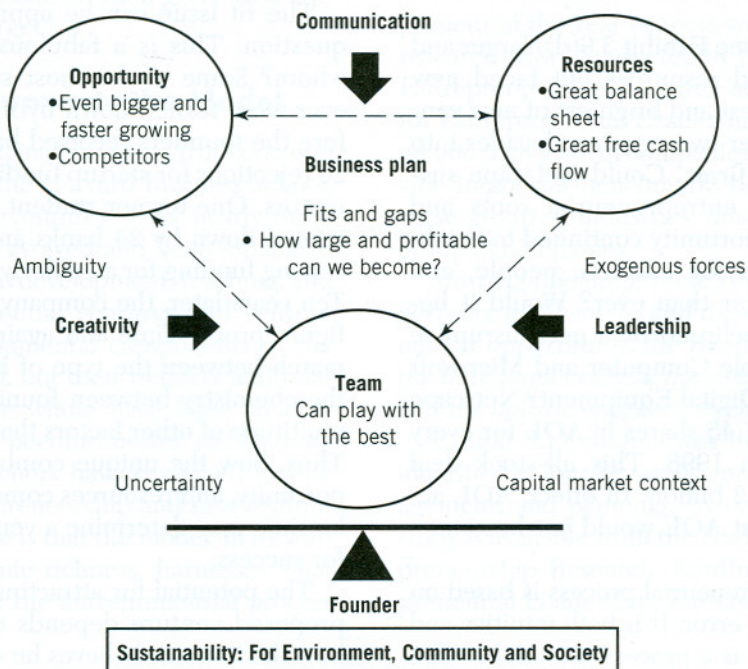 Communication
Opportunity
•Even bigger and
faster growing
•Competitors
Resources
•Great balance
sheet
•Great free cash
flow
Business plan
Fits and gaps
• How large and profitable
can we become?
Ambiguity
Exogenous forces
Creativity
Leadership
Team
Can play with
the best
Uncertainty
Capital market context
Founder
Sustainability: For Environment, Community and Society